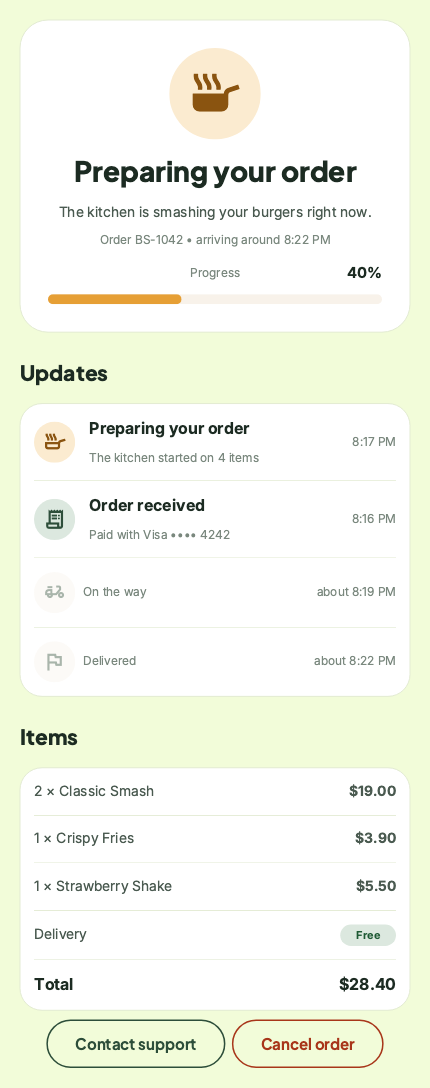 Preparing your order
The kitchen is smashing your burgers right now.
Order BS-1042 • arriving around 8:22 PM
Progress 40%
Updates
Preparing your order
The kitchen started on 4 items
8:17 PM
Order received
Paid with Visa •••• 4242
8:16 PM
On the way about 8:19 PM
Delivered about 8:22 PM
Items
2 × Classic Smash $19.00
1 × Crispy Fries $3.90
1 × Strawberry Shake $5.50
Delivery Free
Total $28.40
Contact support Cancel order